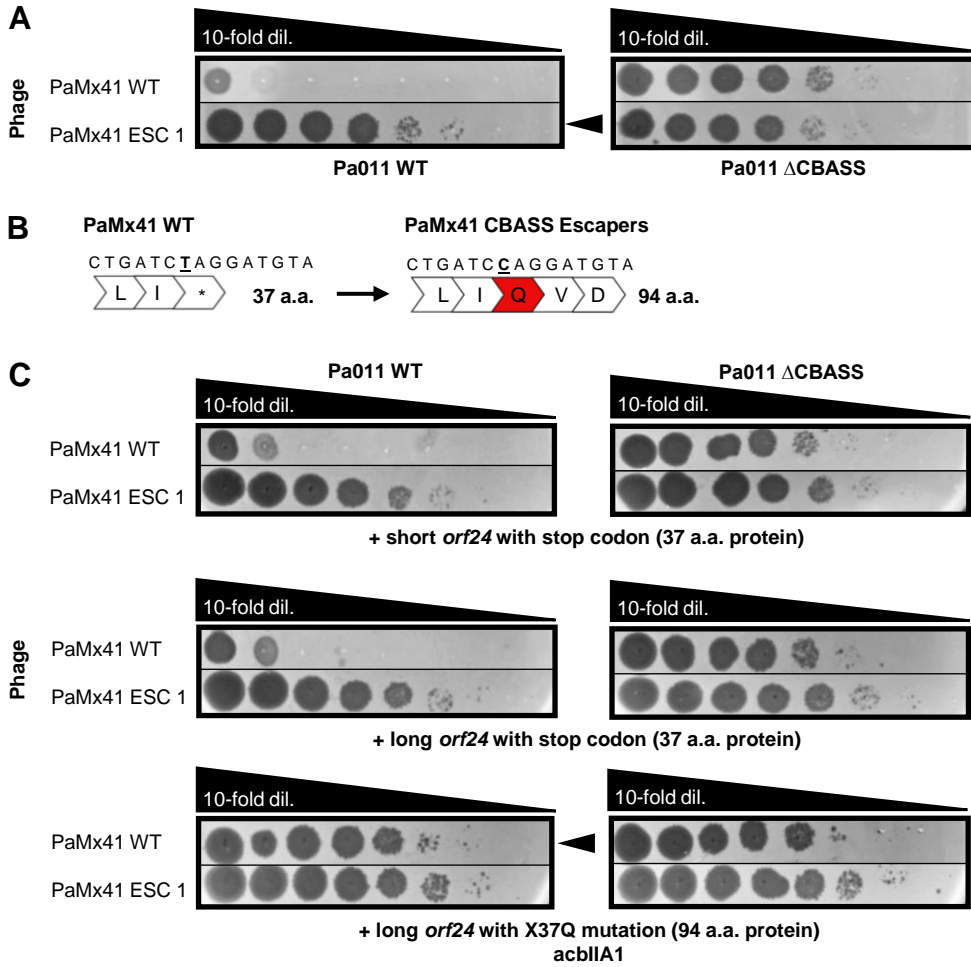 A
10-fold dil.
10-fold dil.
Phage
PaMx41 WT
PaMx41 ESC 1
Pa011 WT
Pa011 ΔCBASS
B
PaMx41 WT
PaMx41 CBASS Escapers
CTGATCTAGGATGTA
CTGATCCAGGATGTA
L I * 37 a.a.
L I Q V D 94 a.a.
C
Pa011 WT
Pa011 ΔCBASS
10-fold dil.
10-fold dil.
PaMx41 WT
PaMx41 ESC 1
+ short orf24 with stop codon (37 a.a. protein)
10-fold dil.
10-fold dil.
Phage
PaMx41 WT
PaMx41 ESC 1
+ long orf24 with stop codon (37 a.a. protein)
10-fold dil.
10-fold dil.
PaMx41 WT
PaMx41 ESC 1
+ long orf24 with X37Q mutation (94 a.a. protein)
acbIIA1